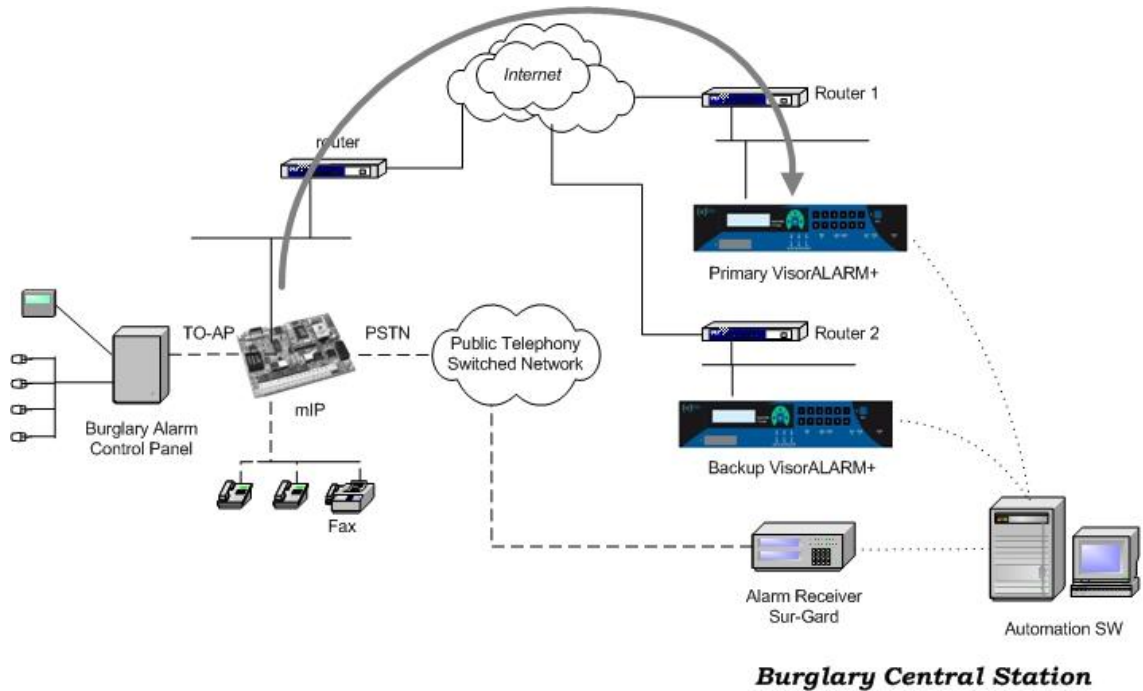 Internet
Router 1
router
Primary VisorALARM+
TO-AP
PSTN
Public Telephony
Switched Network
Router 2
mIP
Burglary Alarm
Control Panel
Backup VisorALARM+
Fax
Alarm Receiver
Sur-Gard
Automation SW
Burglary Central Station